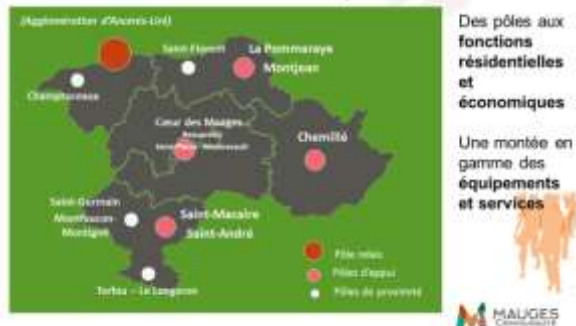 (Agglomération d'Ancenis-Liré)
Saint-Florent
La Pommeraye
Montjean
Champtoceaux
Cœur des Mauges
Beaupréau
Chemillé
Saint-Germain
Montfaucon
Montigné
Saint-Macaire
Saint-André
Torfou – Le Longeron
Pôle relais
Pôles d'appui
Pôles de proximité
Des pôles aux
fonctions
résidentielles
et
économiques
Une montée en
gamme des
équipements
et services
MAUGES
COMMUNAUTÉ